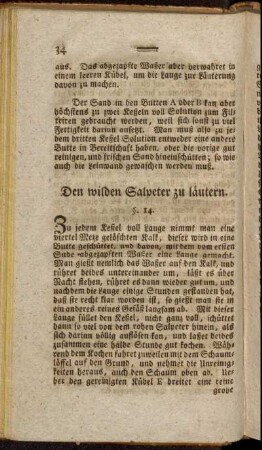 34
aus. Das abgezapfte Waſſer aber verwahret in
einem leeren Kübel, um die Lauge zur Läuterung
davon zu machen.
Der Sand in den Butten A oder B kan aber
höchſtens zu zwey Keſſeln voll Solution zum Fil-
triren gebraucht werden, weil ſich ſonſt zu viel
Fettigkeit darinn anſetzt. Man muß alſo zu je-
dem dritten Keſſel Solution entweder eine andere
Butte in Bereitſchaft haben, oder die vorige gut
reinigen, und friſchen Sand hineinſchütten; ſo wie
auch die Leinwand gewaſchen werden muß.
Den wilden Salpeter zu läutern.
§. 14.
Zu jedem Keſſel voll Lauge nimmt man eine
viertel Metz gelöſchten Kalk, dieſer wird in eine
Butte geſchüttet, und davon, mit dem vom erſten
Sude abgezapften Waſſer eine Lauge gemacht.
Man gießt nemlich das Waſſer auf den Kalk, und
rühret beides untereinander um, läßt es über
Nacht ſtehen, rühret es dann wieder gut um, und
nachdem die Lauge einige Stunden geſtanden hat,
daß ſie recht klar worden iſt, ſo gießt man ſie in
ein anderes reines Gefäß langſam ab. Mit dieſer
Lauge füllet den Keſſel, nicht ganz voll, ſchüttet
dann ſo viel von dem rohen Salpeter hinein, als
ſich darinn völlig auflöſen kan, und laſſet beides
zuſammen eine halbe Stunde gut kochen. Wäh-
rend dem Kochen fahret zuweilen mit dem Schaum-
löffel auf den Grund, und nehmet die Unreinig-
keiten heraus, auch den Schaum oben ab. Ue-
ber den gereinigten Kübel E breitet eine reine
grobe